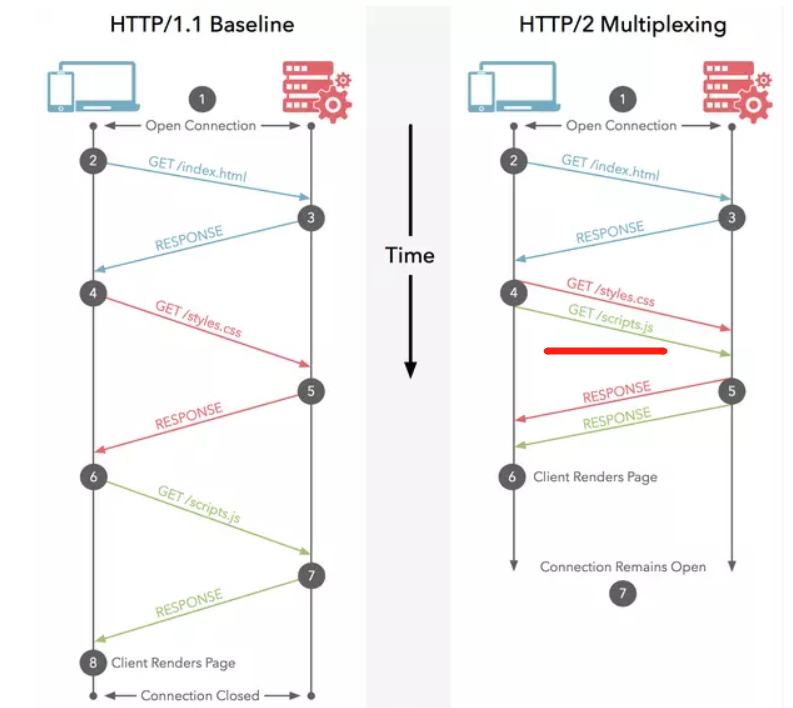 HTTP/1.1 Baseline
1
Open Connection
2
GET /index.html
3
RESPONSE
4
GET /styles.css
5
RESPONSE
6
GET /scripts.js
7
RESPONSE
8 Client Renders Page
Connection Closed
Time
HTTP/2 Multiplexing
1
Open Connection
2
GET /index.html
3
RESPONSE
4
GET /styles.css
GET /scripts.js
5
RESPONSE
RESPONSE
6 Client Renders Page
Connection Remains Open
7